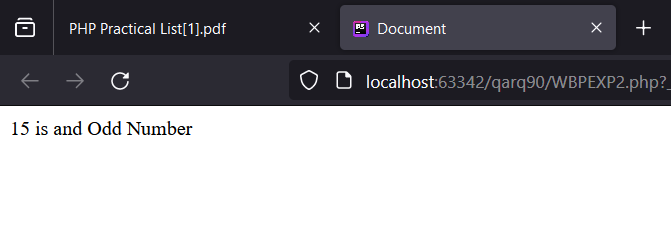 PHP Practical List[1].pdf
Document
localhost:63342/qarq90/WBPEXP2.php?_
15 is and Odd Number